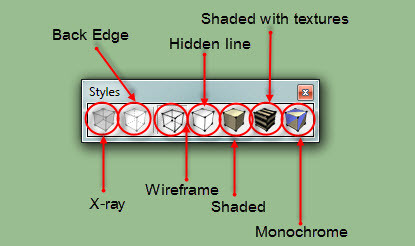 Shaded with textures
Back Edge
Hidden line
Styles
X-ray
Wireframe
Shaded
Monochrome